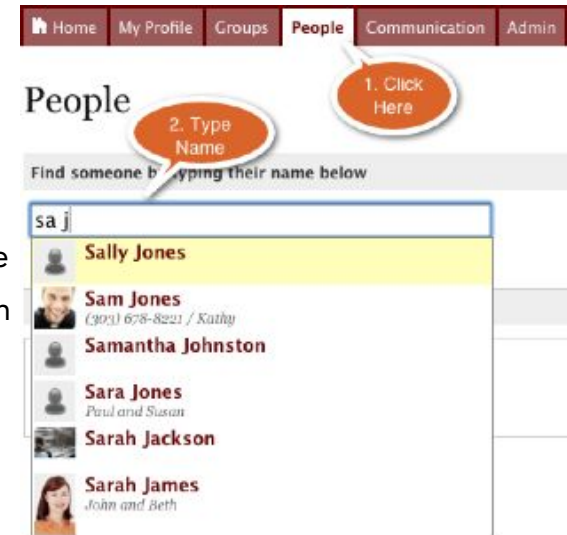 Home My Profile Groups People Communication Admin
People
1. Click
Here
2. Type
Name
Find someone by typing their name below
sa j
e
n
Sally Jones
Sam Jones
(303) 678-8221 / Kathy
Samantha Johnston
Sara Jones
Paul and Susan
Sarah Jackson
Sarah James
John and Beth